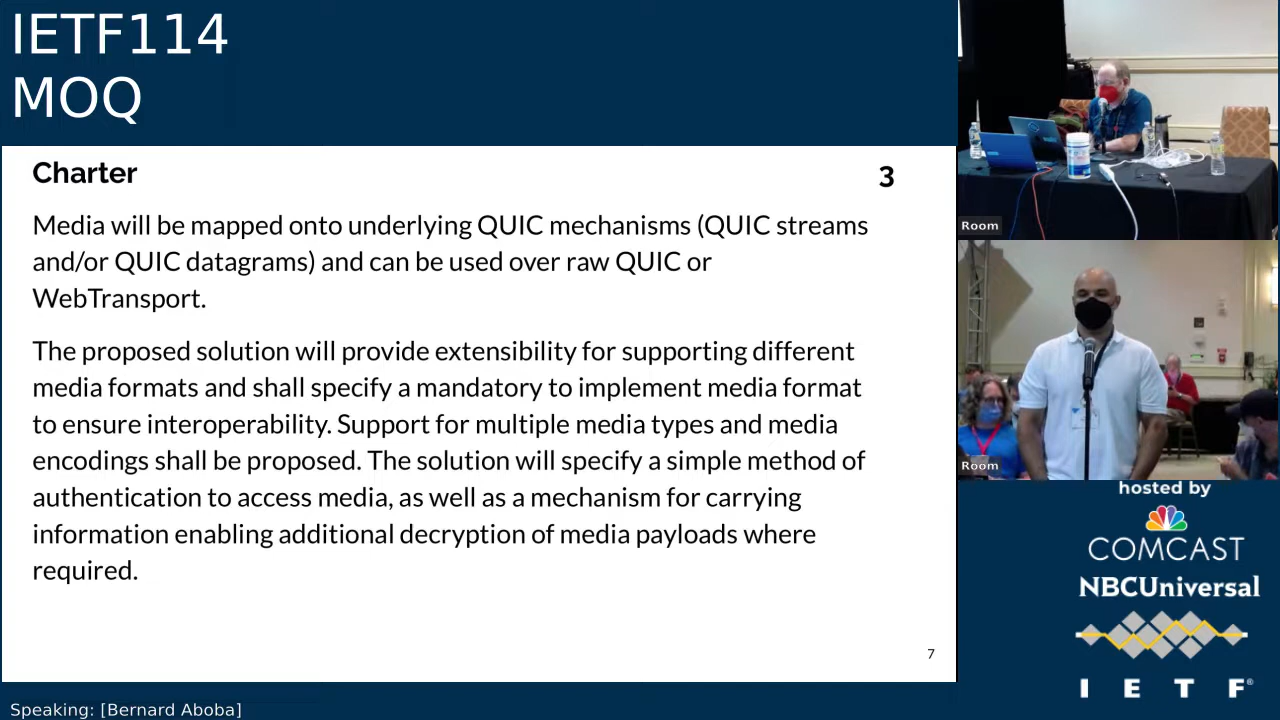 IETF114
MOQ
Charter
3
Media will be mapped onto underlying QUIC mechanisms (QUIC streams
and/or QUIC datagrams) and can be used over raw QUIC or
WebTransport.
The proposed solution will provide extensibility for supporting different
media formats and shall specify a mandatory to implement media format
to ensure interoperability. Support for multiple media types and media
encodings shall be proposed. The solution will specify a simple method of
authentication to access media, as well as a mechanism for carrying
information enabling additional decryption of media payloads where
required.
7
Speaking: [Bernard Aboba]
Room
Room
hosted by
COMCAST
NBCUniversal
I E T F®